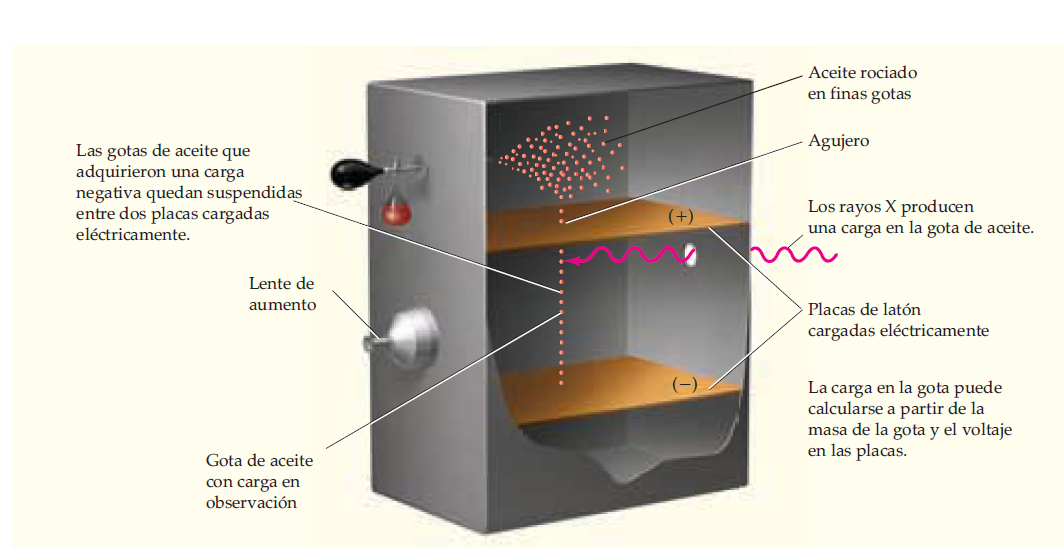 Aceite rociado
en finas gotas
Las gotas de aceite que
adquirieron una carga
negativa quedan suspendidas
entre dos placas cargadas
eléctricamente.
Agujero
(+)
Los rayos X producen
una carga en la gota de aceite.
Lente de
aumento
Placas de latón
cargadas eléctricamente
(−)
La carga en la gota puede
calcularse a partir de la
masa de la gota y el voltaje
en las placas.
Gota de aceite
con carga en
observación